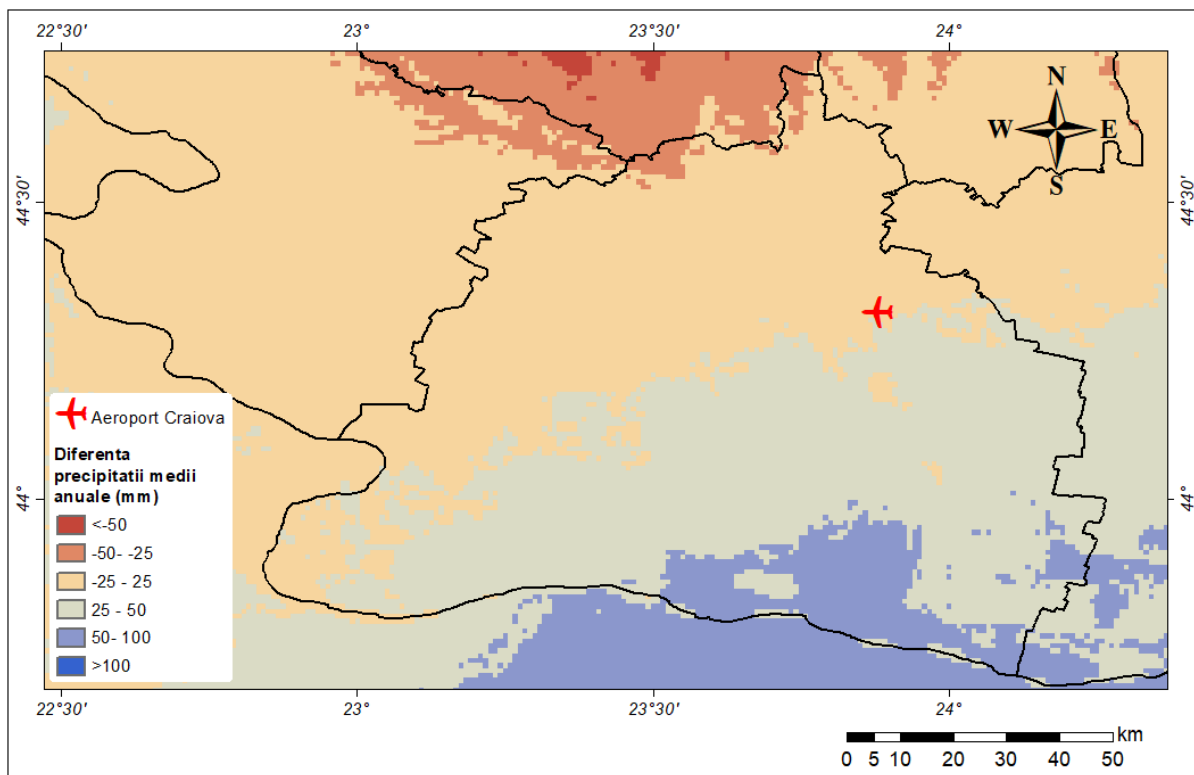 22°30' 23° 23°30' 24°
N
W E
S
44°30' 44°30'
Aeroport Craiova
Diferenta
precipitatii medii
anuale (mm)
<-50
-50- -25
-25 - 25
25 - 50
50- 100
>100
44° 44°
22°30' 23° 23°30' 24°
km
0 5 10 20 30 40 50